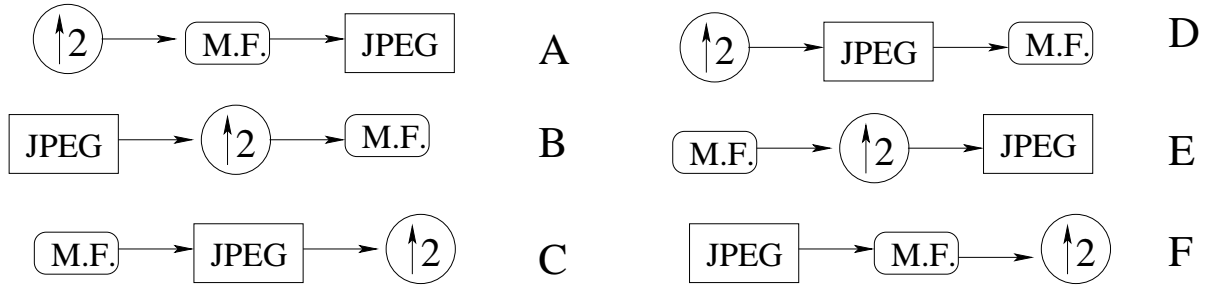 ↑2 M.F. JPEG A
JPEG ↑2 M.F. B
M.F. JPEG ↑2 C
↑2 JPEG M.F. D
M.F. ↑2 JPEG E
JPEG M.F. ↑2 F